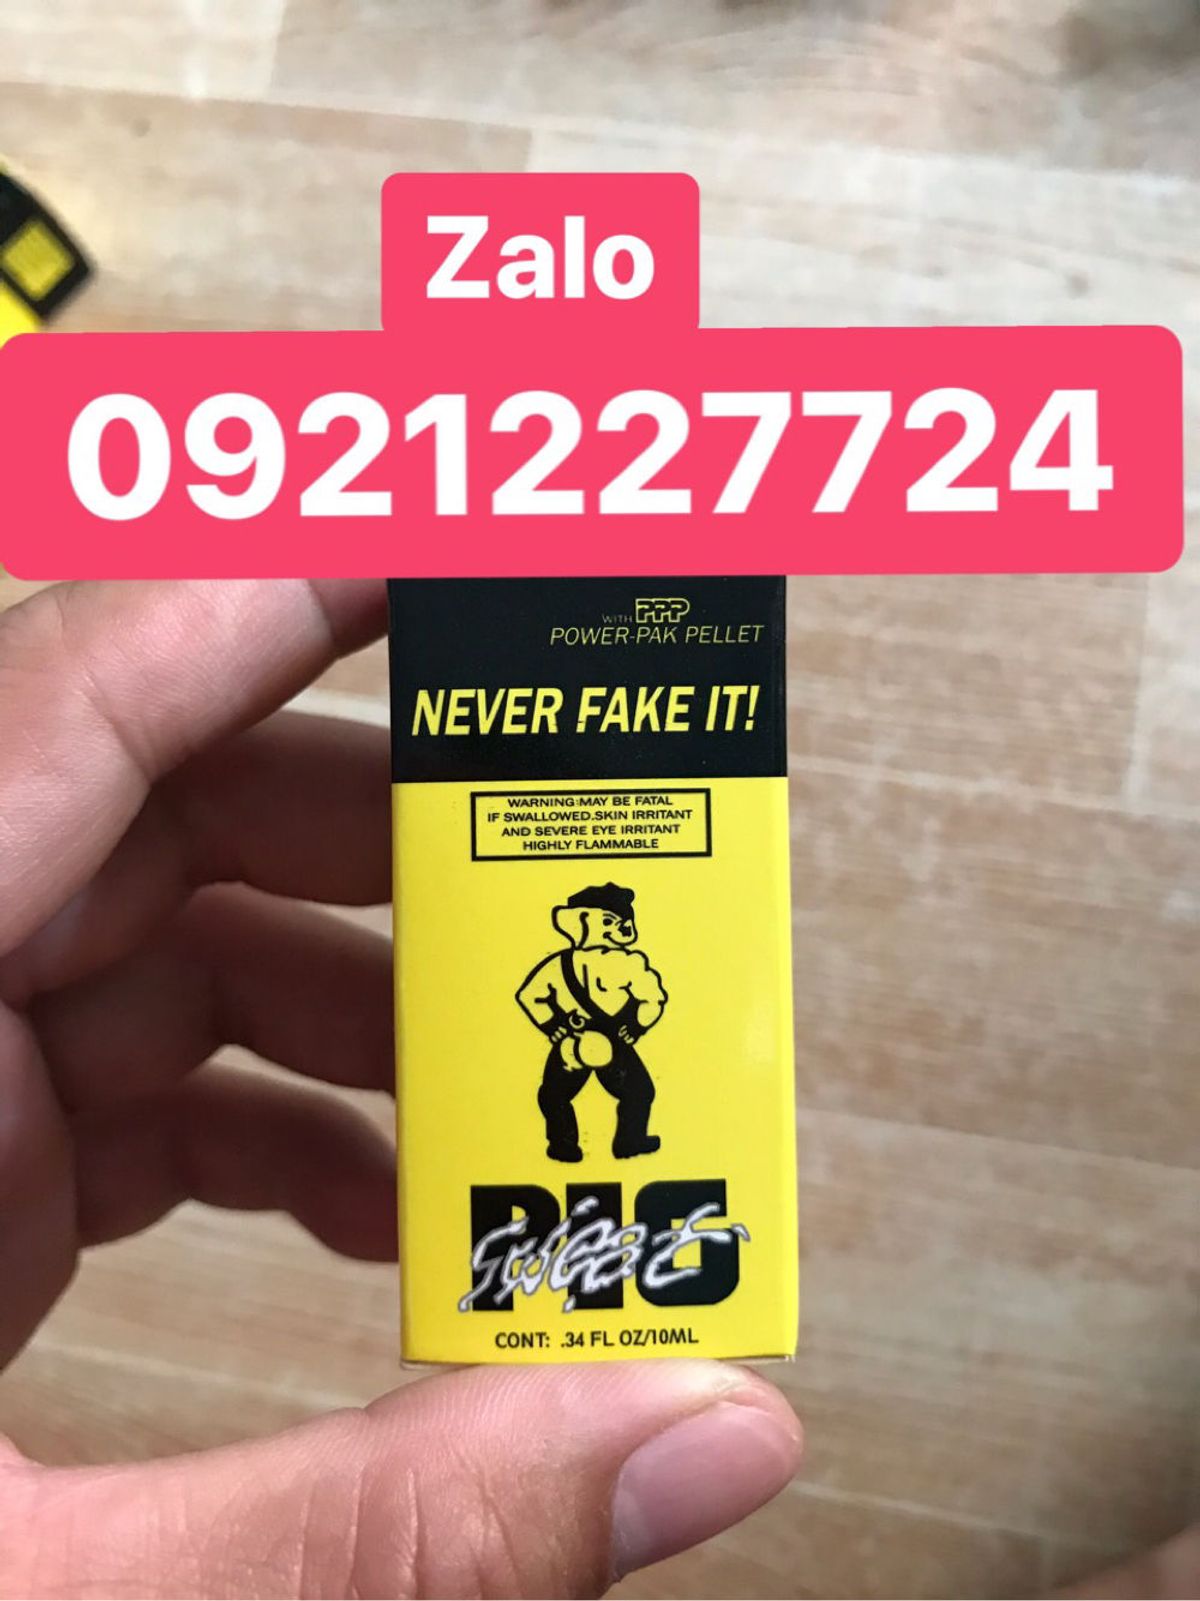 Zalo
0921227724
WITH PPP
POWER-PAK PELLET
NEVER FAKE IT!
WARNING:MAY BE FATAL
IF SWALLOWED.SKIN IRRITANT
AND SEVERE EYE IRRITANT
HIGHLY FLAMMABLE
PIG
Sweat
CONT: .34 FL OZ/10ML